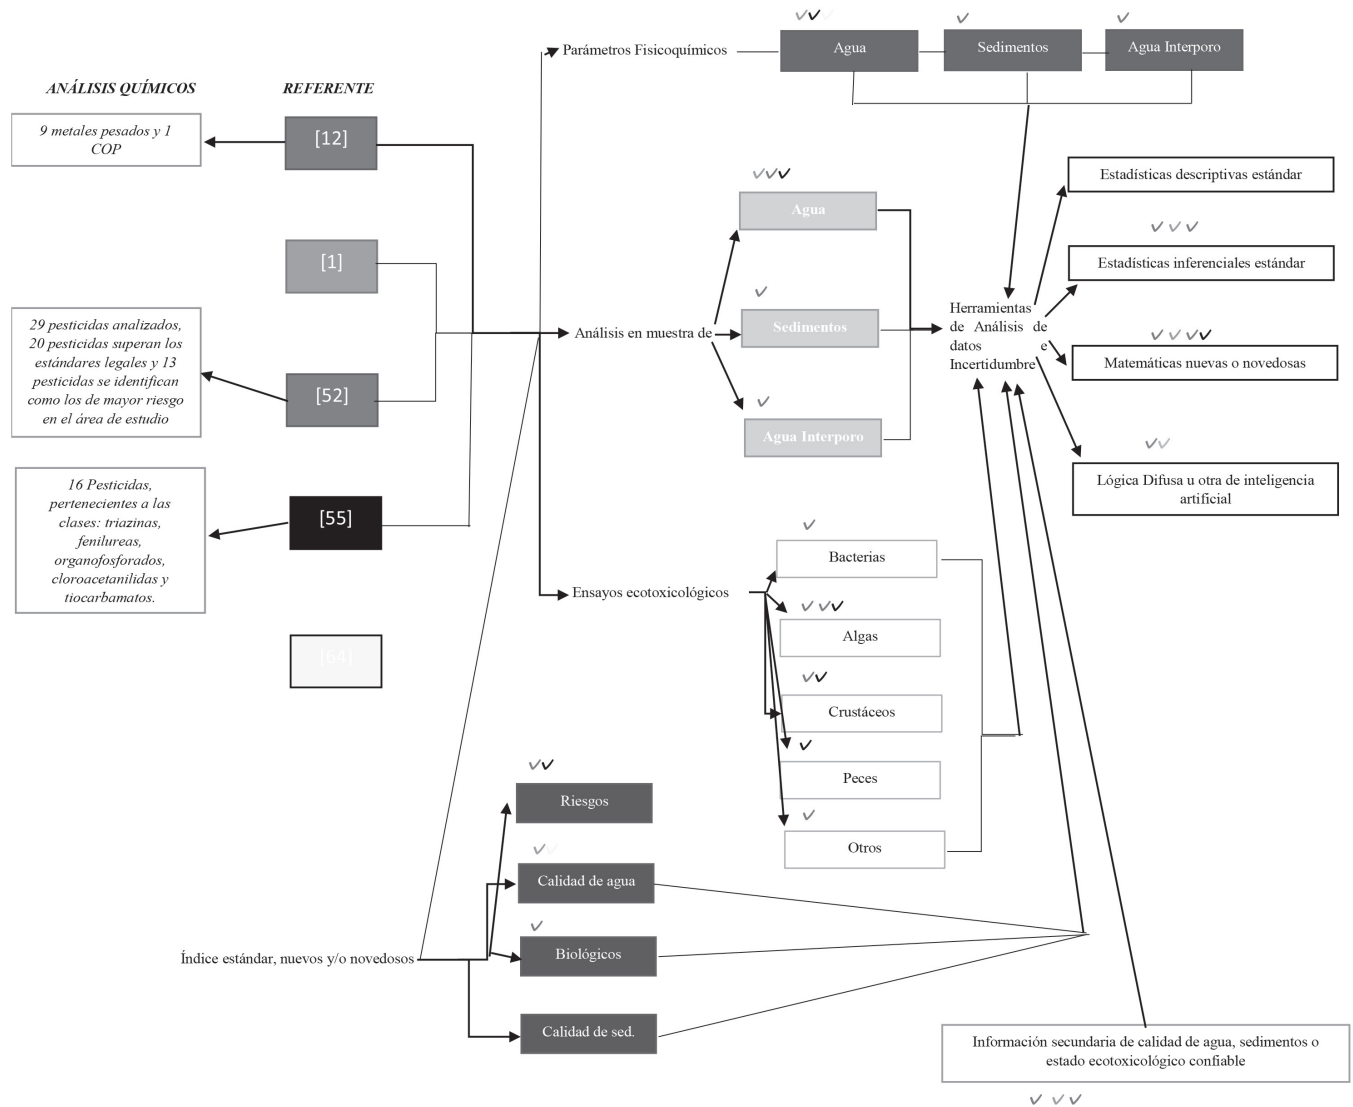 ANÁLISIS QUÍMICOS
REFERENTE
9 metales pesados y 1
COP
[12]
[1]
29 pesticidas analizados,
20 pesticidas superan los
estándares legales y 13
pesticidas se identifican
como los de mayor riesgo
en el área de estudio
[52]
16 Pesticidas,
pertenecientes a las
clases: triazinas,
fenilureas,
organofosforados,
cloroacetanilidas y
tiocarbamatos.
[55]
[64]
Parámetros Fisicoquímicos
Agua
Sedimentos
Agua Interporo
Análisis en muestra de
Agua
Sedimentos
Agua Interporo
Herramientas
de Análisis de
datos e
Incertidumbre
Estadísticas descriptivas estándar
Estadísticas inferenciales estándar
Matemáticas nuevas o novedosas
Lógica Difusa u otra de inteligencia
artificial
Ensayos ecotoxicológicos
Bacterias
Algas
Crustáceos
Peces
Otros
Índice estándar, nuevos y/o novedosos
Riesgos
Calidad de agua
Biológicos
Calidad de sed.
Información secundaria de calidad de agua, sedimentos o
estado ecotoxicológico confiable